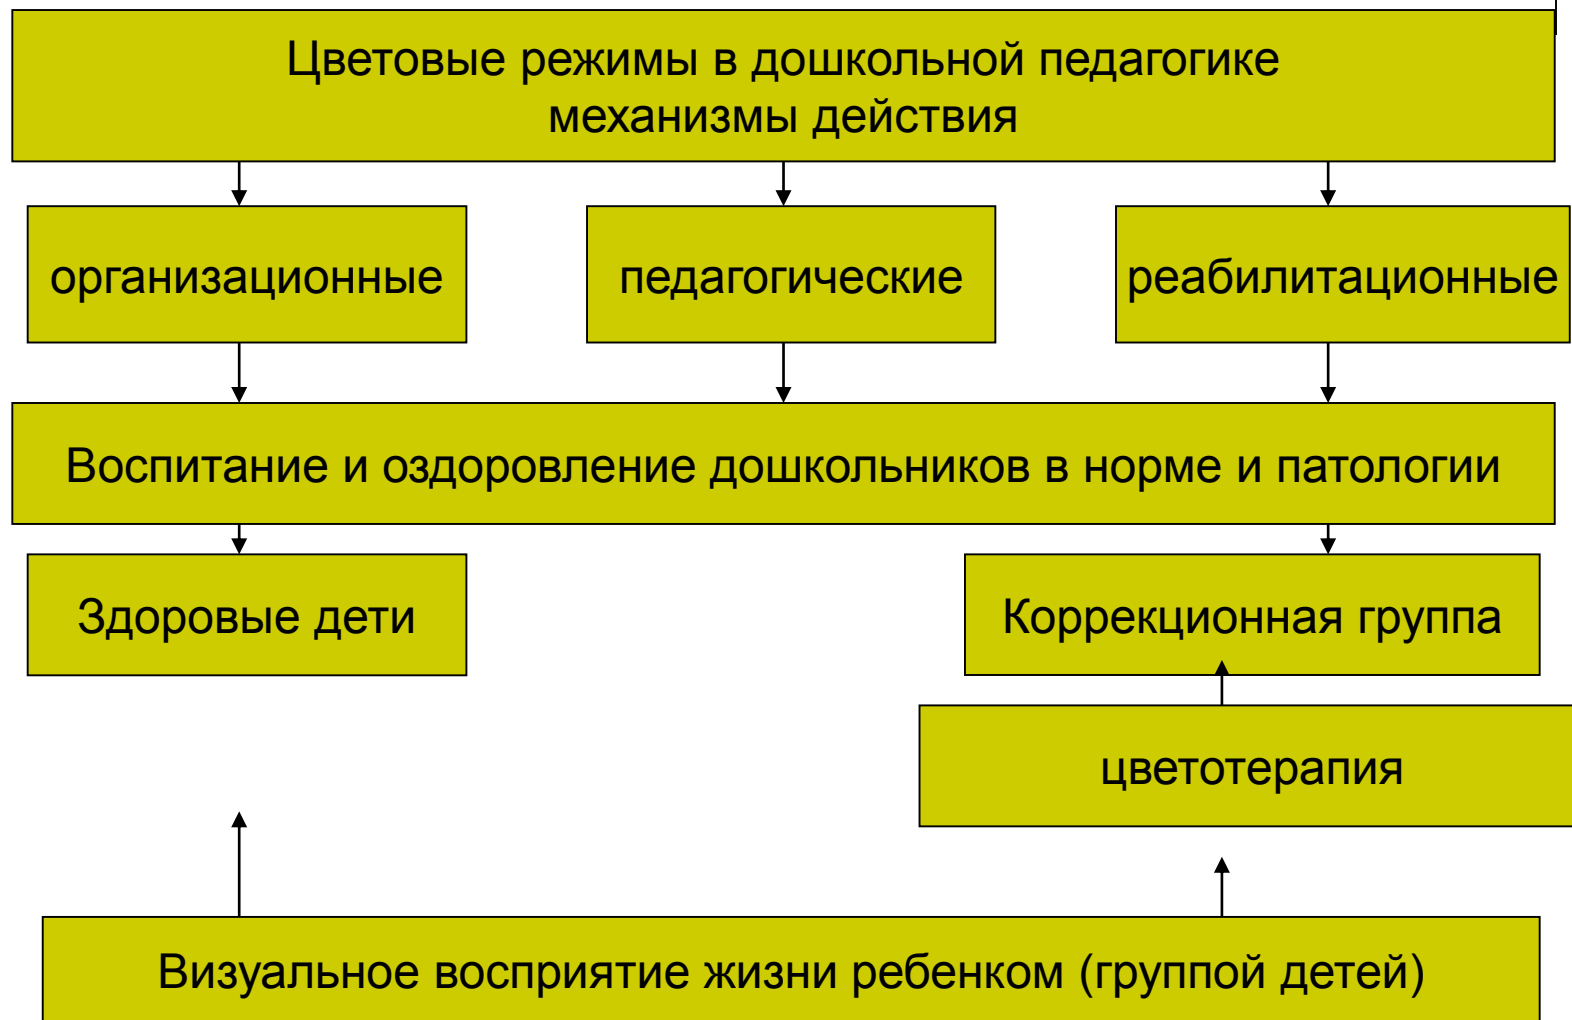 Цветовые режимы в дошкольной педагогике
механизмы действия
организационные
педагогические
реабилитационные
Воспитание и оздоровление дошкольников в норме и патологии
Здоровые дети
Коррекционная группа
цветотерапия
Визуальное восприятие жизни ребенком (группой детей)